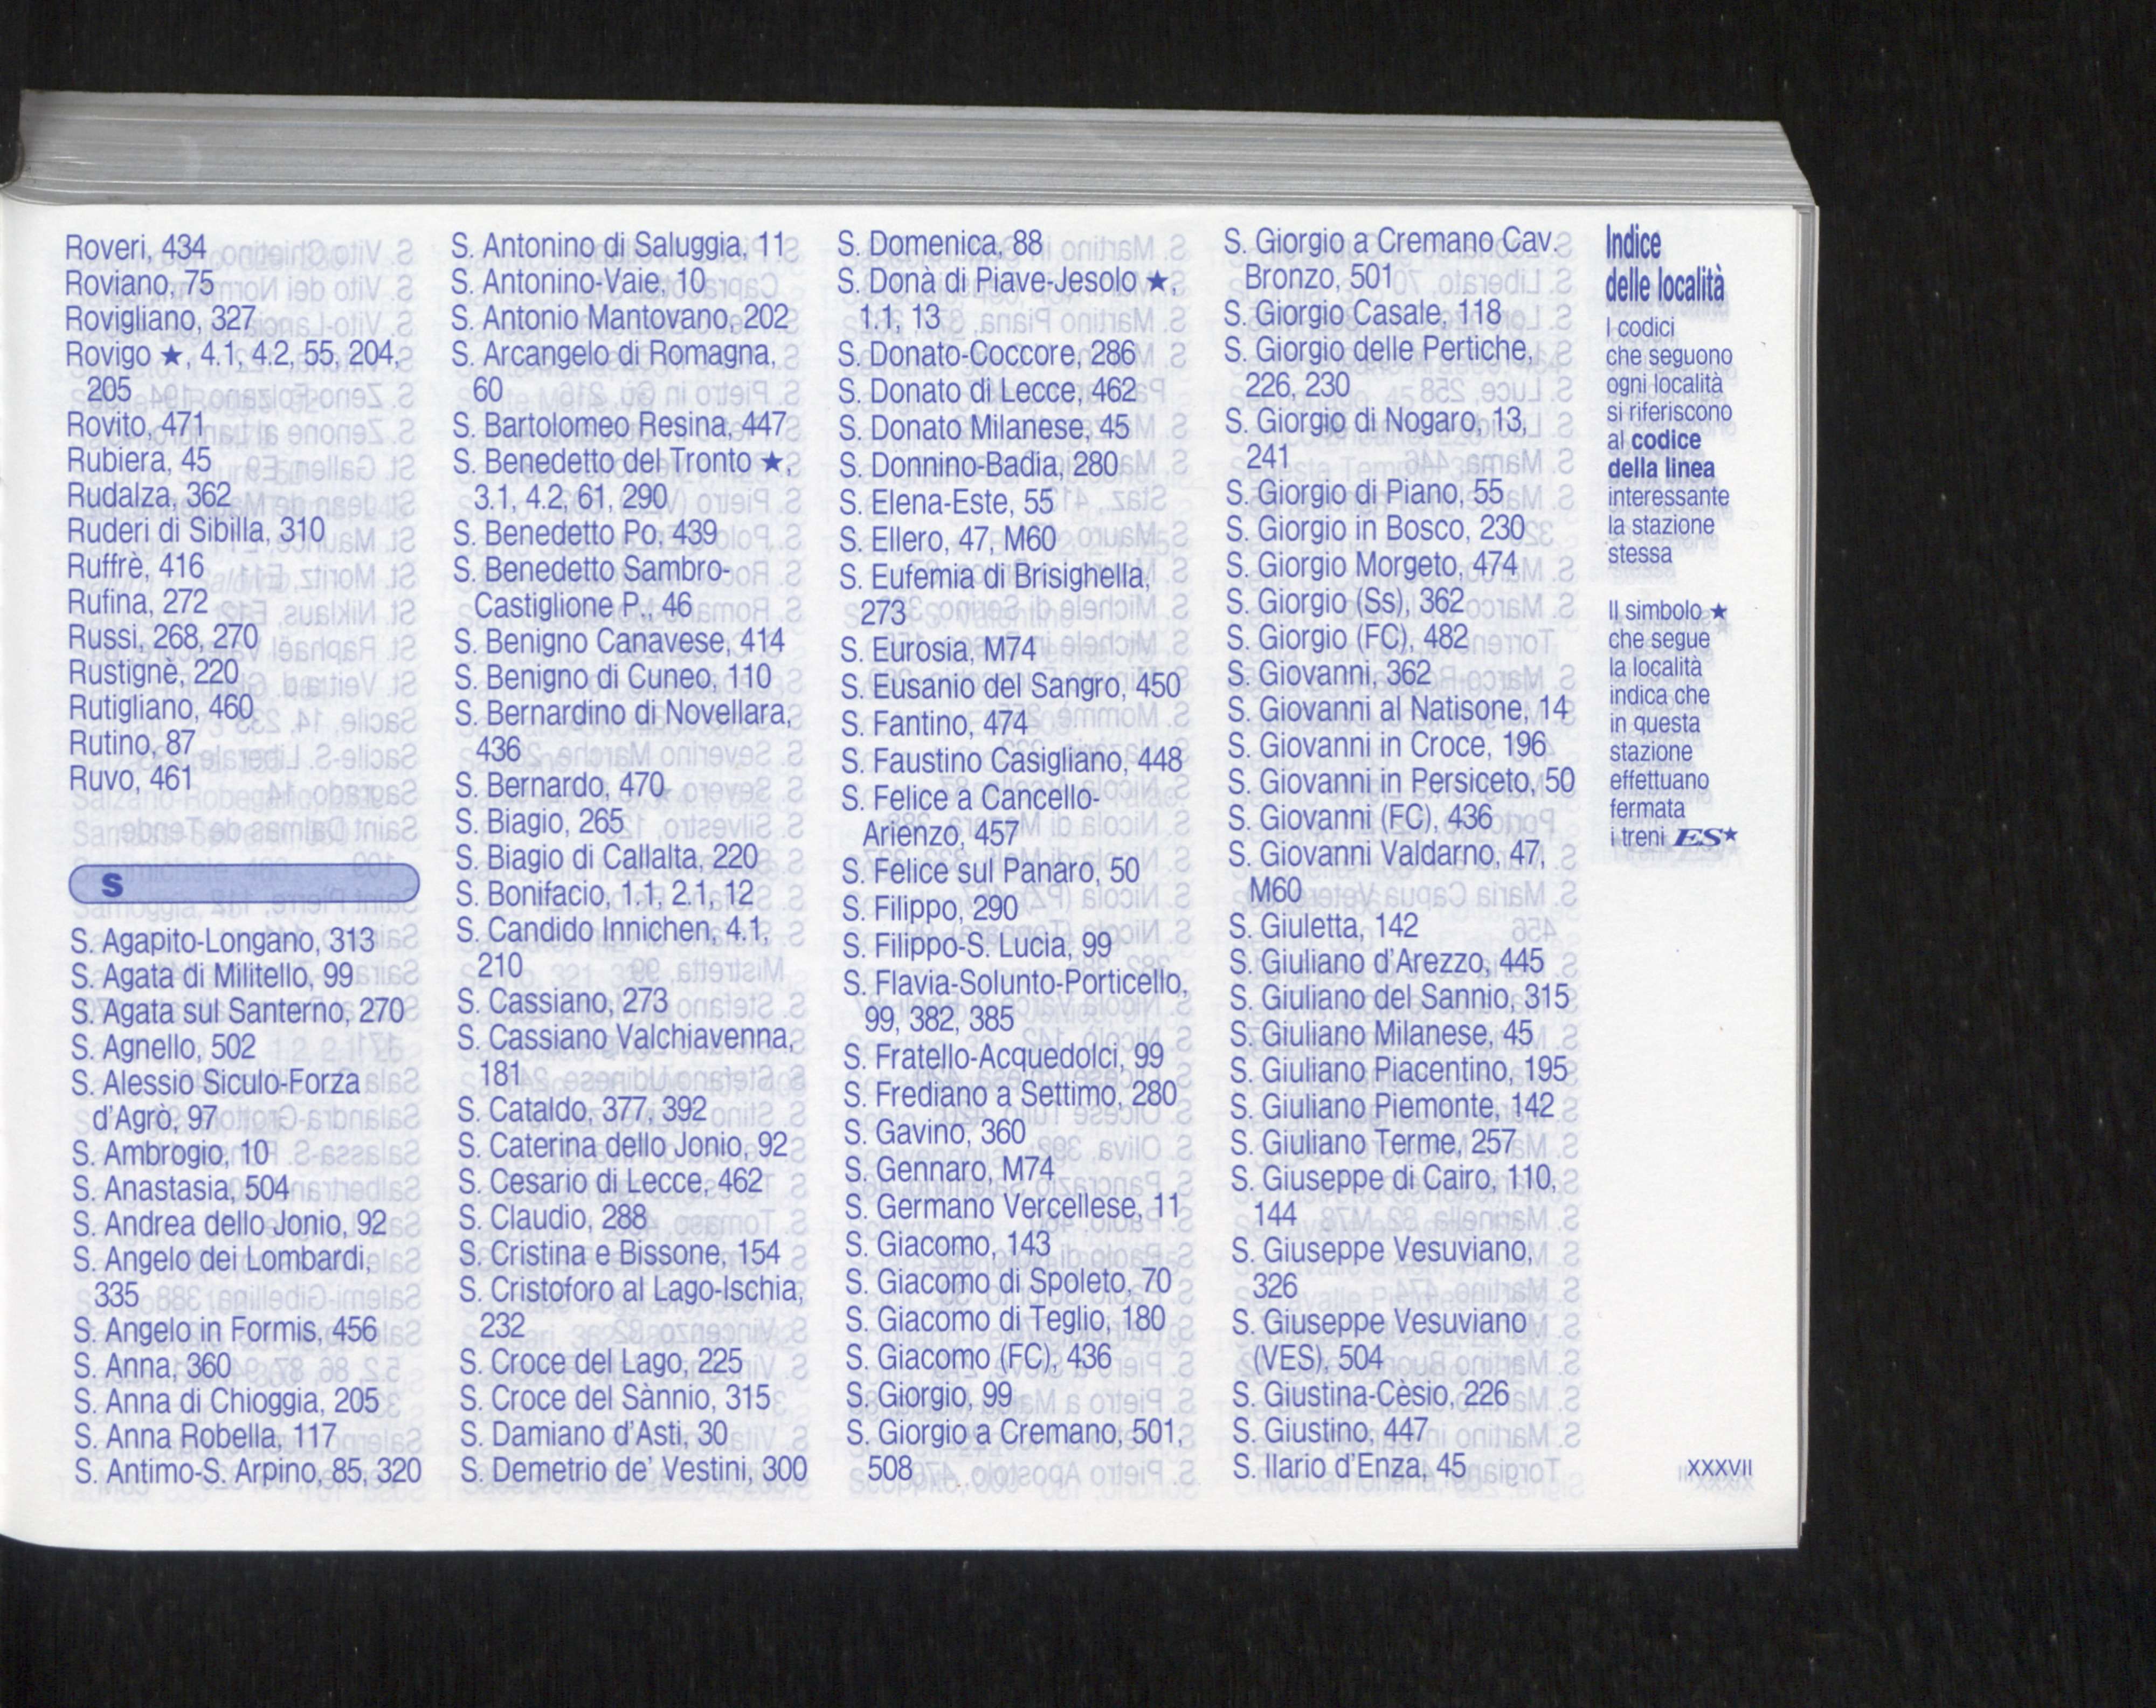 Roveri, 434
Roviano, 75
Rovigliano, 327
Rovigo ★, 4.1, 4.2, 55, 204,
205
Rovito, 471
Rubiera, 45
Rudalza, 362
Ruderi di Sibilla, 310
Ruffrè, 416
Rufina, 272
Russi, 268, 270
Rustignè, 220
Rutigliano, 460
Rutino, 87
Ruvo, 461
S
S. Agapito-Longano, 313
S. Agata di Militello, 99
S. Agata sul Santerno, 270
S. Agnello, 502
S. Alessio Siculo-Forza
d'Agrò, 97
S. Ambrogio, 10
S. Anastasia, 504
S. Andrea dello Jonio, 92
S. Angelo dei Lombardi,
335
S. Angelo in Formis, 456
S. Anna, 360
S. Anna di Chioggia, 205
S. Anna Robella, 117
S. Antimo-S. Arpino, 85, 320
S. Antonino di Saluggia, 11
S. Antonino-Vaie, 10
S. Antonio Mantovano, 202
S. Arcangelo di Romagna,
60
S. Bartolomeo Resina, 447
S. Benedetto del Tronto ★,
3.1, 4.2, 61, 290
S. Benedetto Po, 439
S. Benedetto Sambro-
Castiglione P., 46
S. Benigno Canavese, 414
S. Benigno di Cuneo, 110
S. Bernardino di Novellara,
436
S. Bernardo, 470
S. Biagio, 265
S. Biagio di Callalta, 220
S. Bonifacio, 1.1, 2.1, 12
S. Candido Innichen, 4.1,
210
S. Cassiano, 273
S. Cassiano Valchiavenna,
181
S. Cataldo, 377, 392
S. Caterina dello Jonio, 92
S. Cesario di Lecce, 462
S. Claudio, 288
S. Cristina e Bissone, 154
S. Cristoforo al Lago-Ischia,
232
S. Croce del Lago, 225
S. Croce del Sànnio, 315
S. Damiano d'Asti, 30
S. Demetrio de' Vestini, 300
S. Domenica, 88
S. Donà di Piave-Jesolo ★,
1.1, 13
S. Donato-Coccore, 286
S. Donato di Lecce, 462
S. Donato Milanese, 45
S. Donnino-Badia, 280
S. Elena-Este, 55
S. Ellero, 47, M60
S. Eufemia di Brisighella,
273
S. Eurosia, M74
S. Eusanio del Sangro, 450
S. Fantino, 474
S. Faustino Casigliano, 448
S. Felice a Cancello-
Arienzo, 457
S. Felice sul Panaro, 50
S. Filippo, 290
S. Filippo-S. Lucia, 99
S. Flavia-Solunto-Porticello,
99, 382, 385
S. Fratello-Acquedolci, 99
S. Frediano a Settimo, 280
S. Gavino, 360
S. Gennaro, M74
S. Germano Vercellese, 11
S. Giacomo, 143
S. Giacomo di Spoleto, 70
S. Giacomo di Teglio, 180
S. Giacomo (FC), 436
S. Giorgio, 99
S. Giorgio a Cremano, 501,
508
S. Giorgio a Cremano Cav.
Bronzo, 501
S. Giorgio Casale, 118
S. Giorgio delle Pertiche,
226, 230
S. Giorgio di Nogaro, 13,
241
S. Giorgio di Piano, 55
S. Giorgio in Bosco, 230
S. Giorgio Morgeto, 474
S. Giorgio (Ss), 362
S. Giorgio (FC), 482
S. Giovanni, 362
S. Giovanni al Natisone, 14
S. Giovanni in Croce, 196
S. Giovanni in Persiceto, 50
S. Giovanni (FC), 436
S. Giovanni Valdarno, 47,
M60
S. Giuletta, 142
S. Giuliano d'Arezzo, 445
S. Giuliano del Sannio, 315
S. Giuliano Milanese, 45
S. Giuliano Piacentino, 195
S. Giuliano Piemonte, 142
S. Giuliano Terme, 257
S. Giuseppe di Cairo, 110,
144
S. Giuseppe Vesuviano,
326
S. Giuseppe Vesuviano
(VES), 504
S. Giustina-Cèsio, 226
S. Giustino, 447
S. Ilario d'Enza, 45
Indice
delle località
I codici
che seguono
ogni località
si riferiscono
al codice
della linea
interessante
la stazione
stessa
Il simbolo ★
che segue
la località
indica che
in questa
stazione
effettuano
fermata
i treni ES★
XXXVII